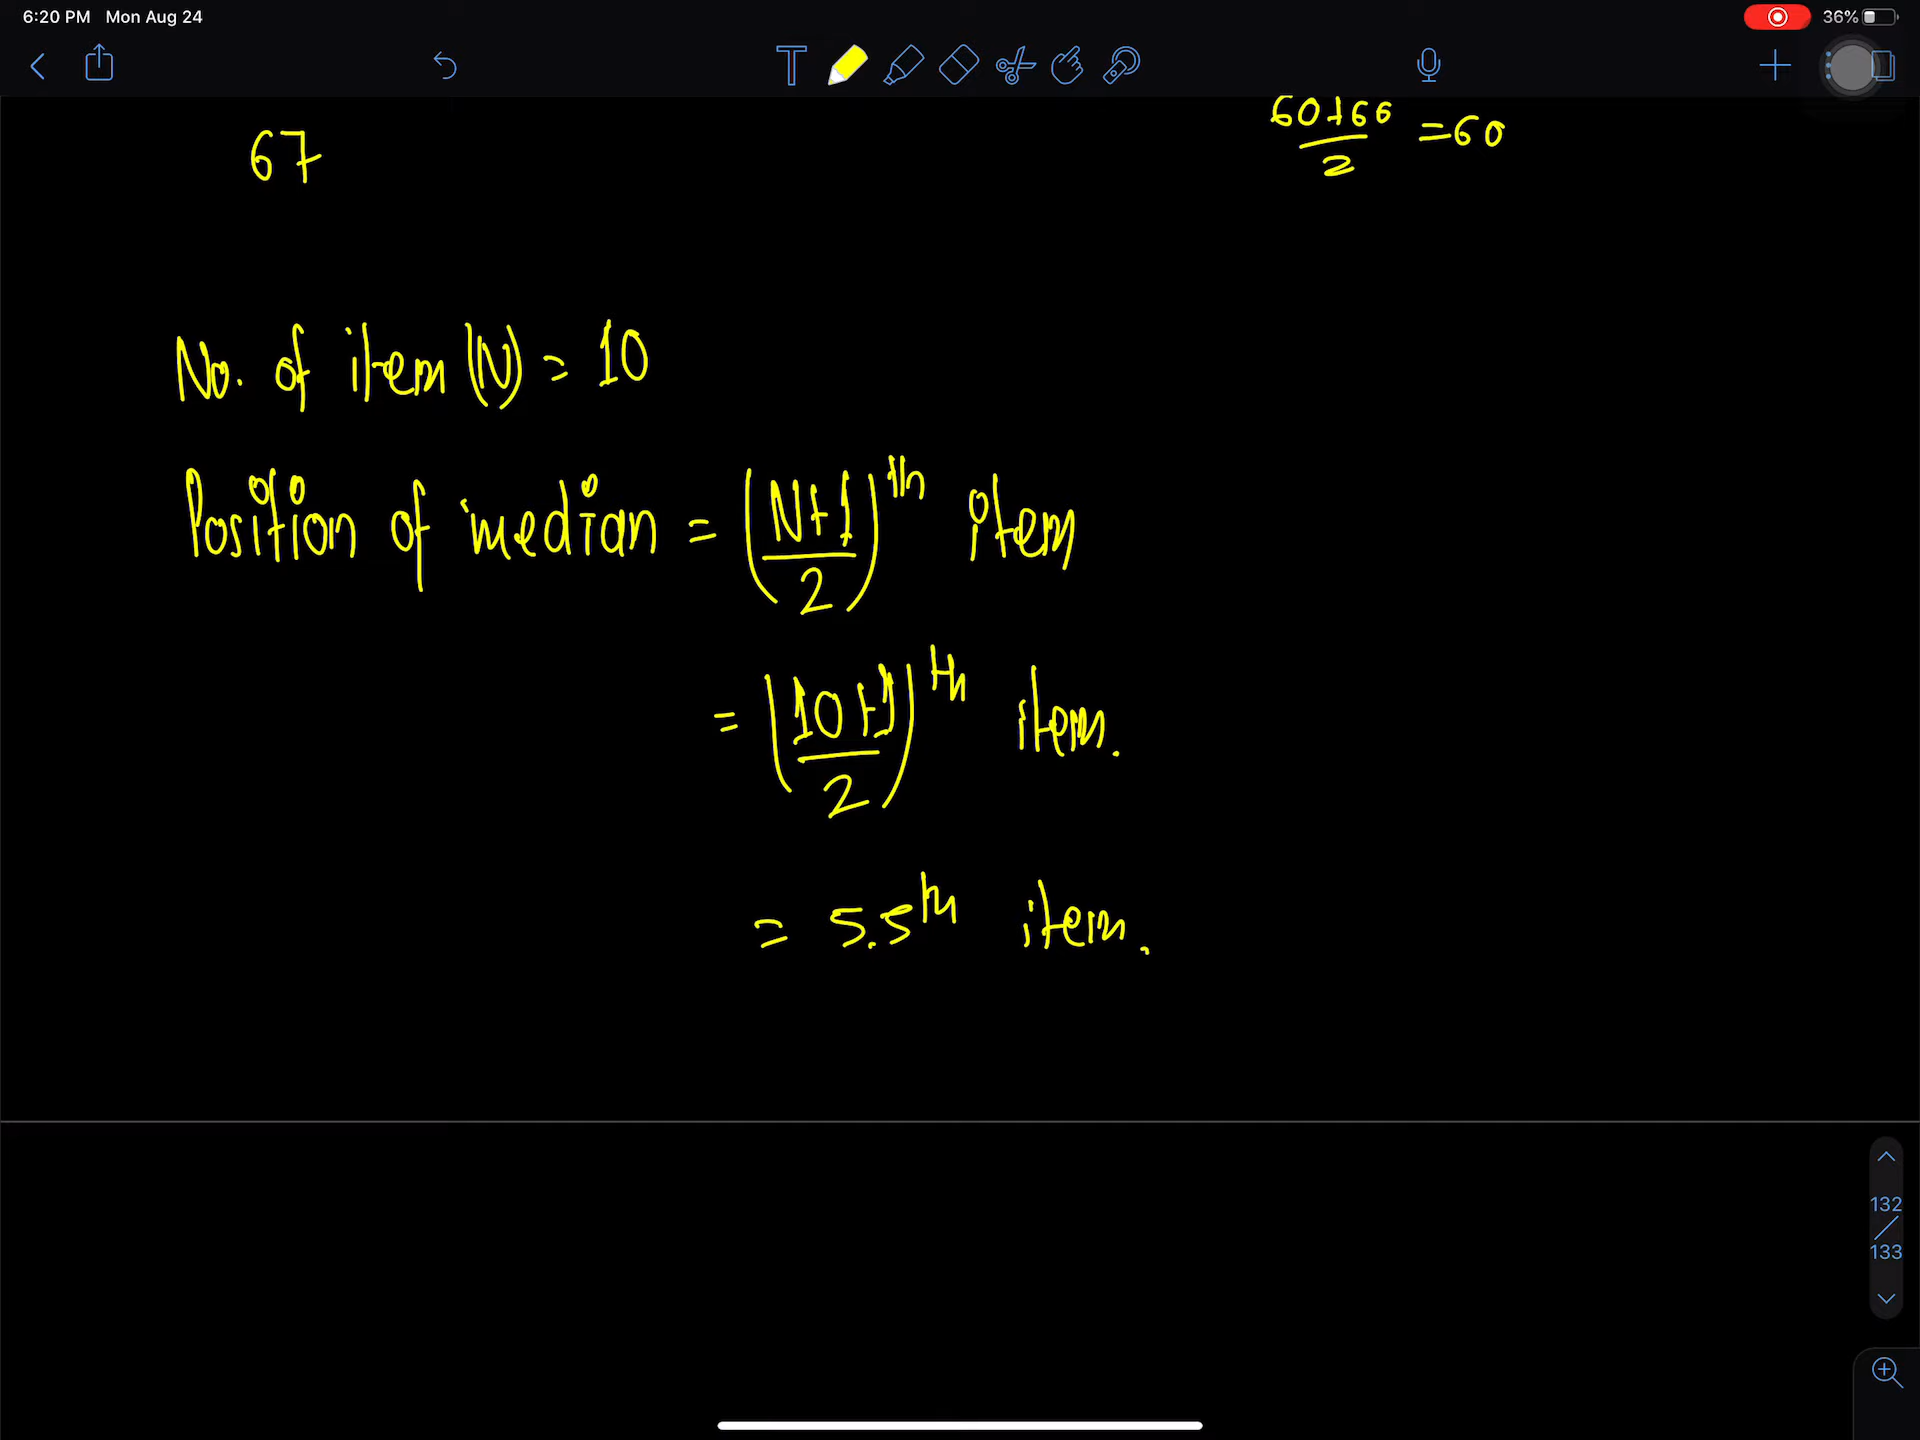 6:20 PM Mon Aug 24
36%
60+60
2
=60
67
No. of item (N) = 10
Position of median = (N+1/2)th item
= (10+1/2)th item.
= 5.5th item.
132
133